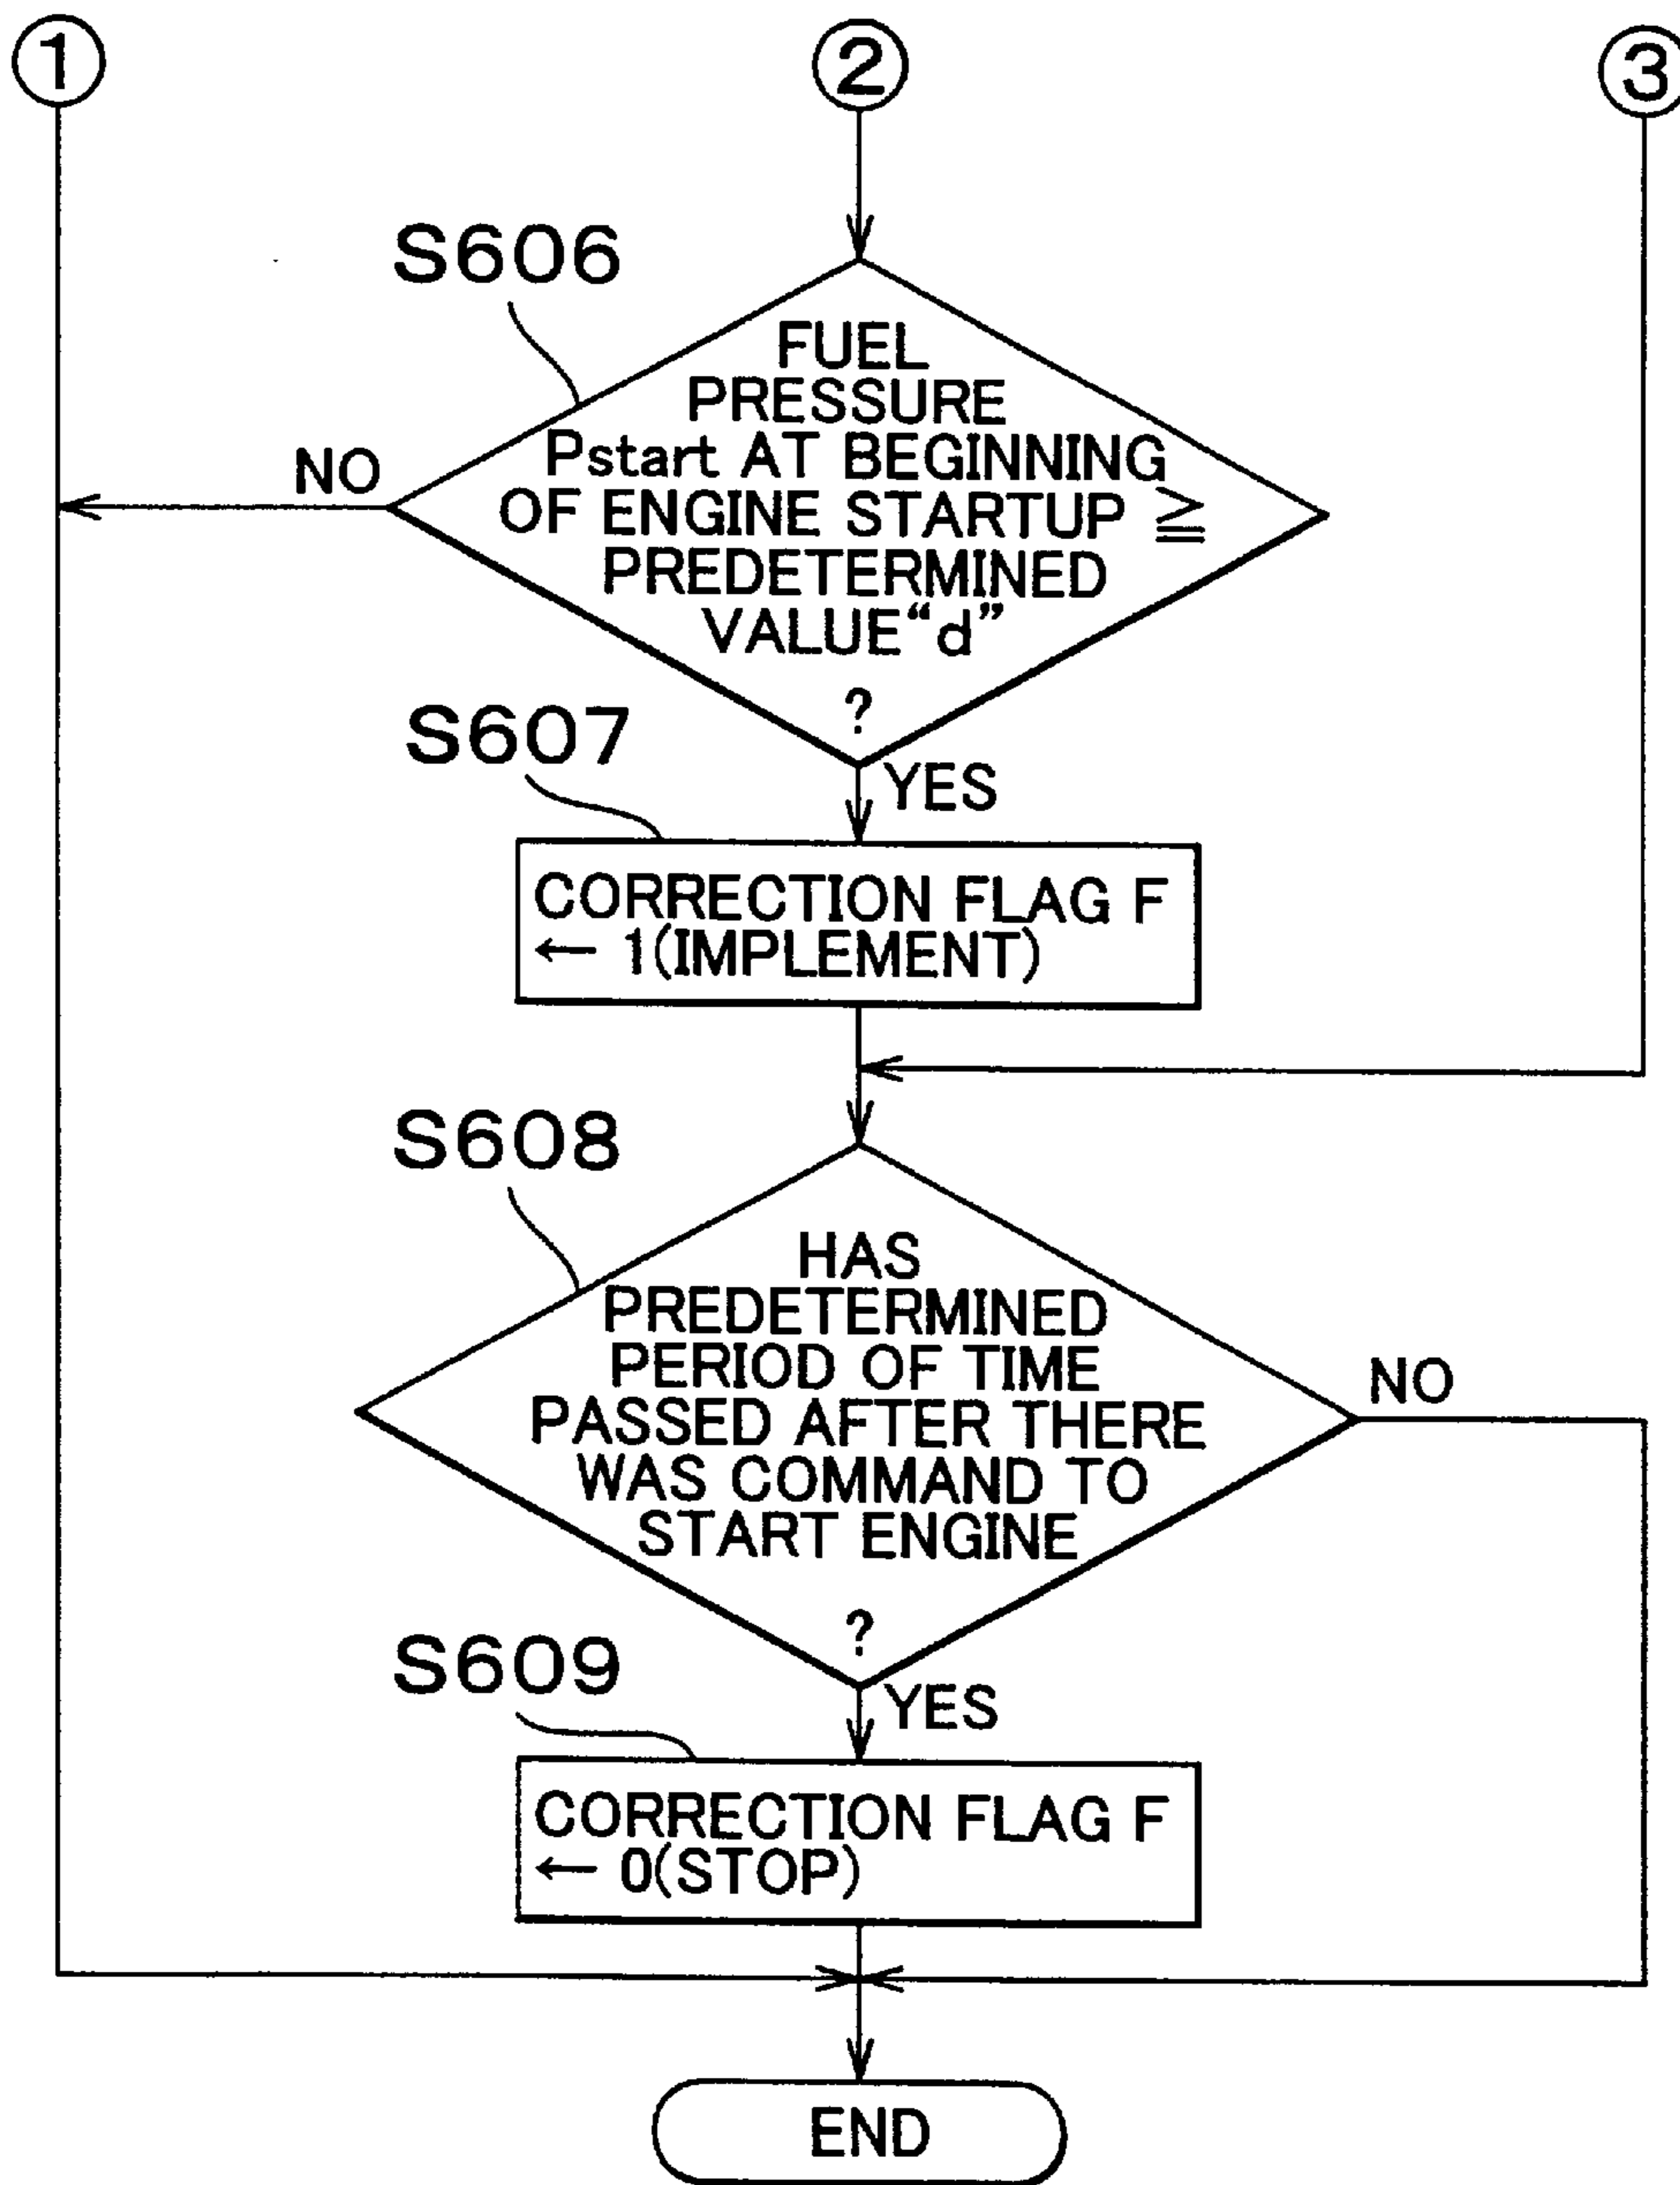 ① ② ③
S606
FUEL
PRESSURE
Pstart AT BEGINNING
OF ENGINE STARTUP ≧
PREDETERMINED
VALUE“d”
?
NO
YES
S607
CORRECTION FLAG F
← 1(IMPLEMENT)
S608
HAS
PREDETERMINED
PERIOD OF TIME
PASSED AFTER THERE
WAS COMMAND TO
START ENGINE
?
NO
YES
S609
CORRECTION FLAG F
← 0(STOP)
END